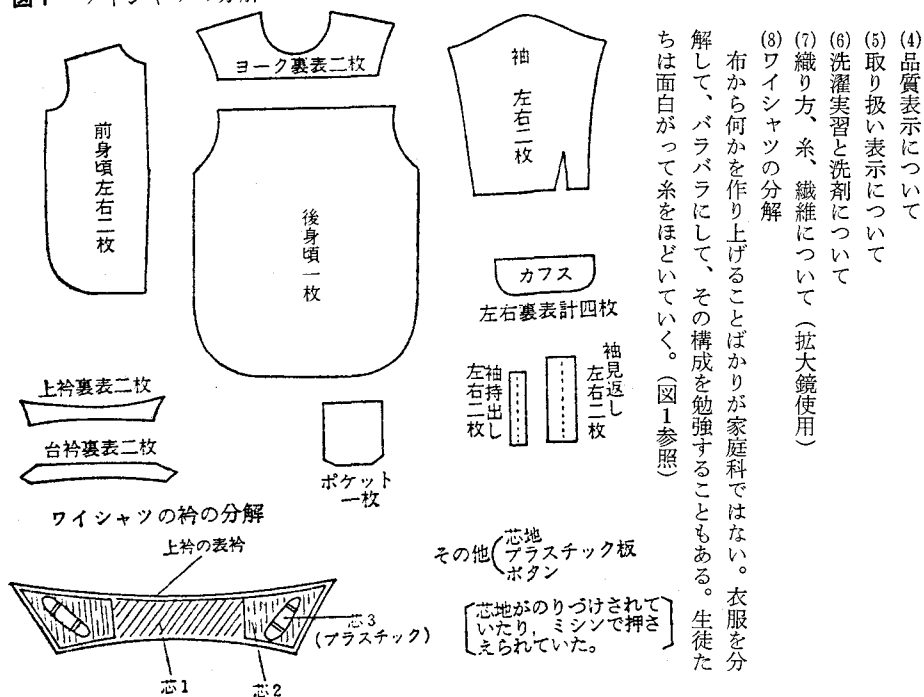 (4)品質表示について
(5)取り扱い表示について
(6)洗濯実習と洗剤について
(7)織り方、糸、繊維について（拡大鏡使用）
(8)ワイシャツの分解
　布から何かを作り上げることばかりが家庭科ではない。衣服を分
解して、バラバラにして、その構成を勉強することもある。生徒た
ちは面白がって糸をほどいていく。（図1参照）
ヨーク裏表二枚
前身頃左右二枚
後身頃一枚
袖　左右二枚
カフス
左右裏表計四枚
袖見返し
左右二枚
袖持出し
左右二枚
上衿裏表二枚
台衿裏表二枚
ポケット
一枚
ワイシャツの衿の分解
上衿の表衿
芯3
(プラスチック)
芯1
芯2
その他
芯地
プラスチック板
ボタン
芯地がのりづけされて
いたり、ミシンで押さ
えられていた。